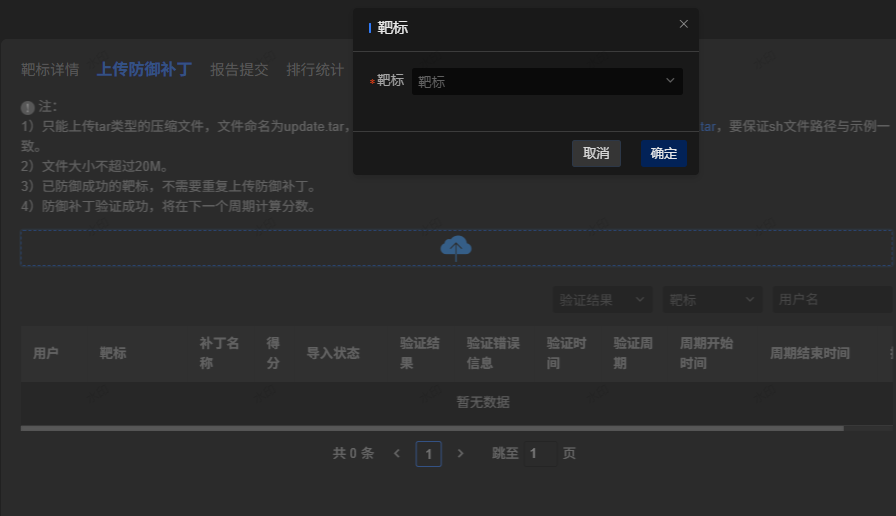 靶标
靶标详情 上传防御补丁 报告提交 排行统计
*靶标 靶标
注：
1）只能上传tar类型的压缩文件，文件命名为update.tar，
tar，要保证sh文件路径与示例一
致。
取消 确定
2）文件大小不超过20M。
3）已防御成功的靶标，不需要重复上传防御补丁。
4）防御补丁验证成功，将在下一个周期计算分数。
验证结果 靶标 用户名
用户 靶标 补丁名称 得分 导入状态 验证结果 验证错误信息 验证时间 验证周期 周期开始时间 周期结束时间
暂无数据
共 0 条 1 跳至 1 页